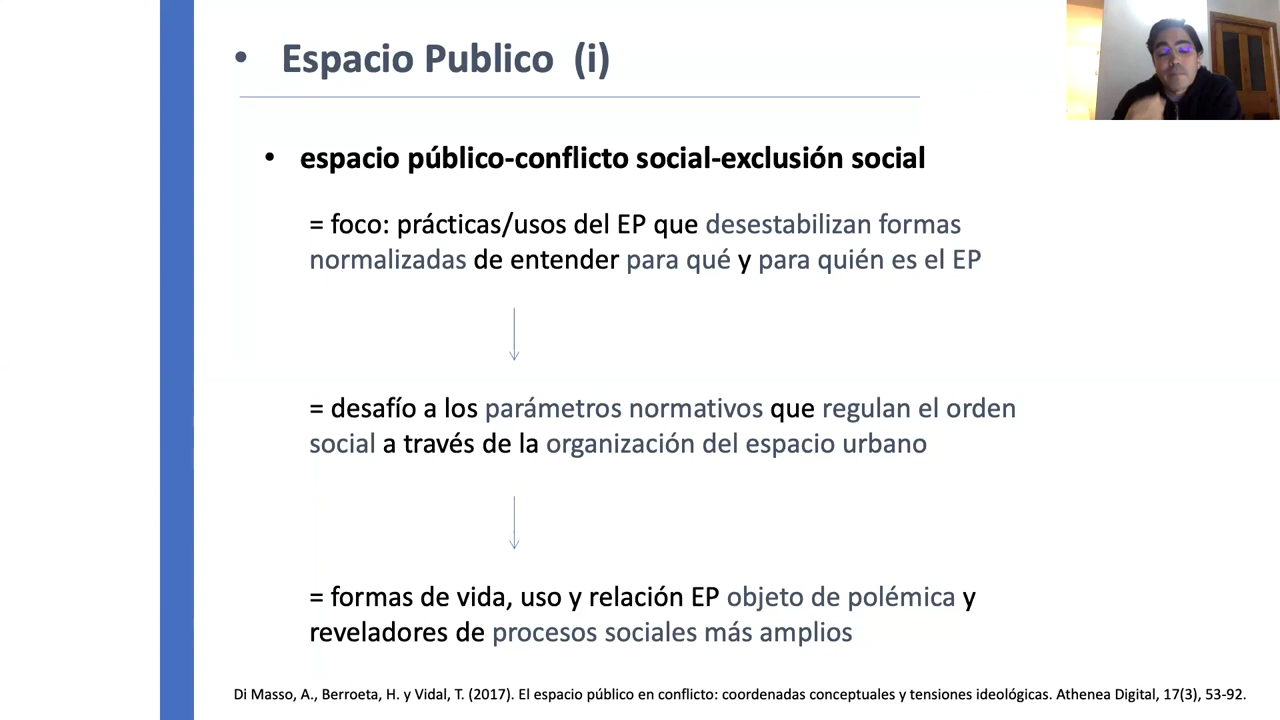 • Espacio Publico (i)
• espacio público-conflicto social-exclusión social
= foco: prácticas/usos del EP que desestabilizan formas
normalizadas de entender para qué y para quién es el EP
= desafío a los parámetros normativos que regulan el orden
social a través de la organización del espacio urbano
= formas de vida, uso y relación EP objeto de polémica y
reveladores de procesos sociales más amplios
Di Masso, A., Berroeta, H. y Vidal, T. (2017). El espacio público en conflicto: coordenadas conceptuales y tensiones ideológicas. Athenea Digital, 17(3), 53-92.